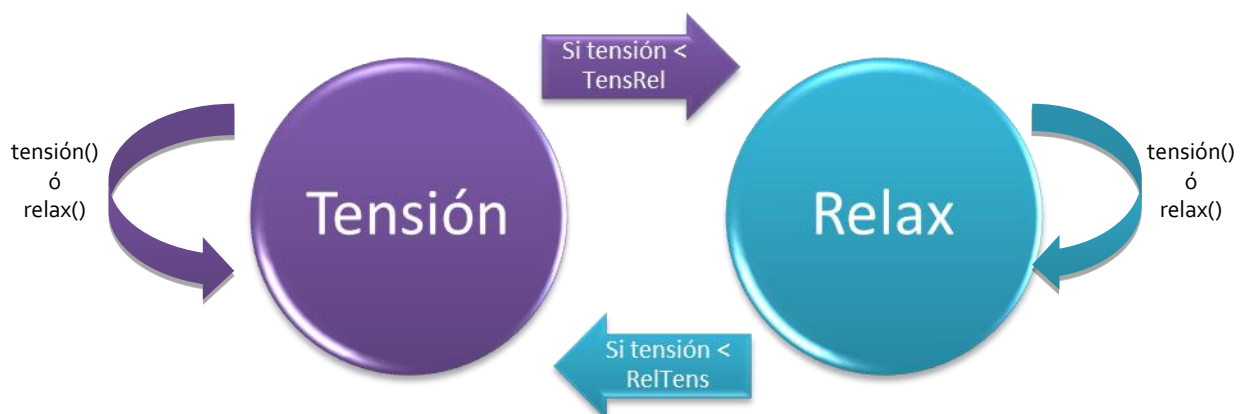 Si tensión <
TensRel
tensión()
ó
relax()
Tensión
Relax
tensión()
ó
relax()
Si tensión <
RelTens